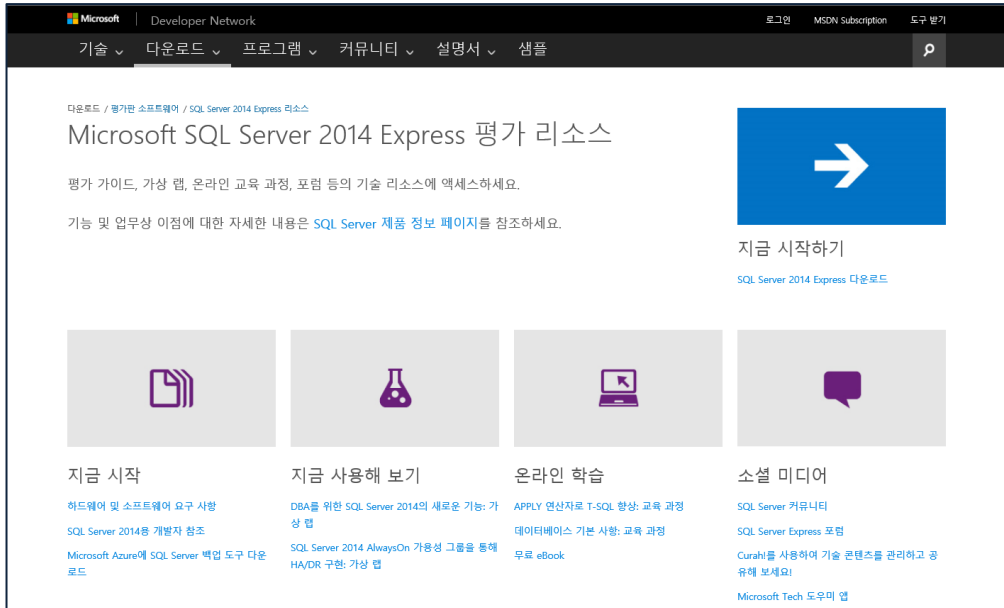 Microsoft Developer Network 로그인 MSDN Subscription 도구 받기
기술 다운로드 프로그램 커뮤니티 설명서 샘플
다운로드 / 평가판 소프트웨어 / SQL Server 2014 Express 리소스
Microsoft SQL Server 2014 Express 평가 리소스
평가 가이드, 가상 랩, 온라인 교육 과정, 포럼 등의 기술 리소스에 액세스하세요.
기능 및 업무상 이점에 대한 자세한 내용은 SQL Server 제품 정보 페이지를 참조하세요.
지금 시작하기
SQL Server 2014 Express 다운로드
지금 시작
하드웨어 및 소프트웨어 요구 사항
SQL Server 2014용 개발자 참조
Microsoft Azure에 SQL Server 백업 도구 다운
로드
지금 사용해 보기
DBA를 위한 SQL Server 2014의 새로운 기능: 가
상 랩
SQL Server 2014 AlwaysOn 가용성 그룹을 통해
HA/DR 구현: 가상 랩
온라인 학습
APPLY 연산자로 T-SQL 향상: 교육 과정
데이터베이스 기본 사항: 교육 과정
무료 eBook
소셜 미디어
SQL Server 커뮤니티
SQL Server Express 포럼
Curah!를 사용하여 기술 콘텐츠를 관리하고 공
유해 보세요!
Microsoft Tech 도우미 앱